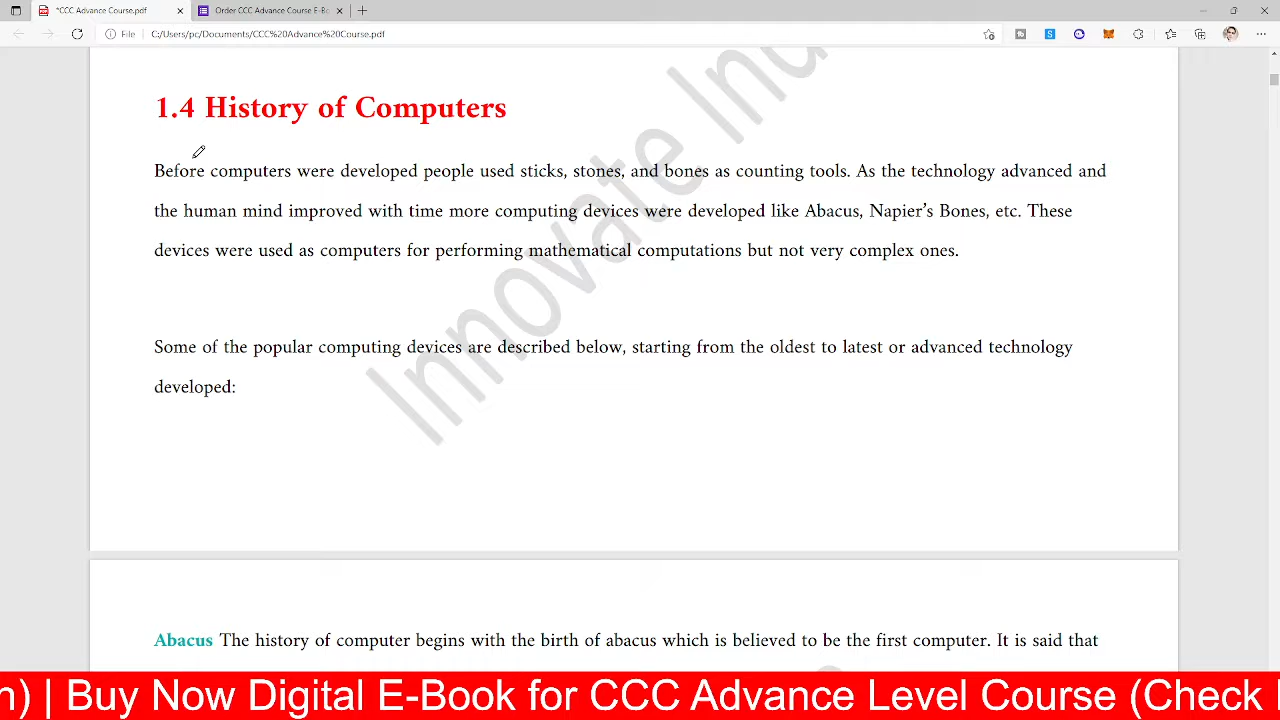 *CCC Advance Course.pdf
Order CCC Advance Course E-Bo
File
C:/Users/pc/Documents/CCC%20Advance%20Course.pdf
1.4 History of Computers
Before computers were developed people used sticks, stones, and bones as counting tools. As the technology advanced and
the human mind improved with time more computing devices were developed like Abacus, Napier’s Bones, etc. These
devices were used as computers for performing mathematical computations but not very complex ones.
Some of the popular computing devices are described below, starting from the oldest to latest or advanced technology
developed:
Innovate Ind
Abacus The history of computer begins with the birth of abacus which is believed to be the first computer. It is said that
n) | Buy Now Digital E-Book for CCC Advance Level Course (Check